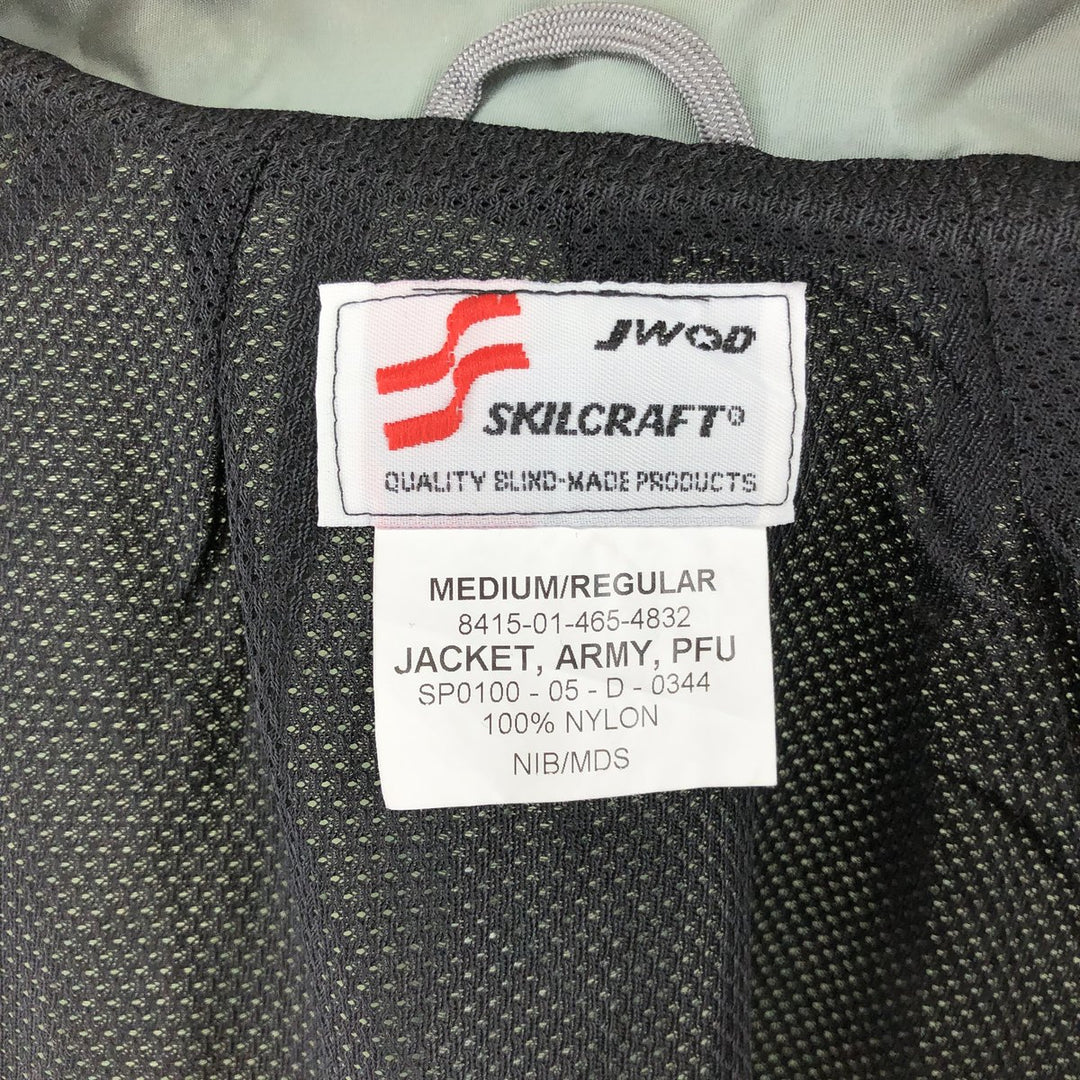 JWOD
SKILCRAFT®
QUALITY BLIND-MADE PRODUCTS
MEDIUM/REGULAR
8415-01-465-4832
JACKET, ARMY, PFU
SP0100 - 05 - D - 0344
100% NYLON
NIB/MDS